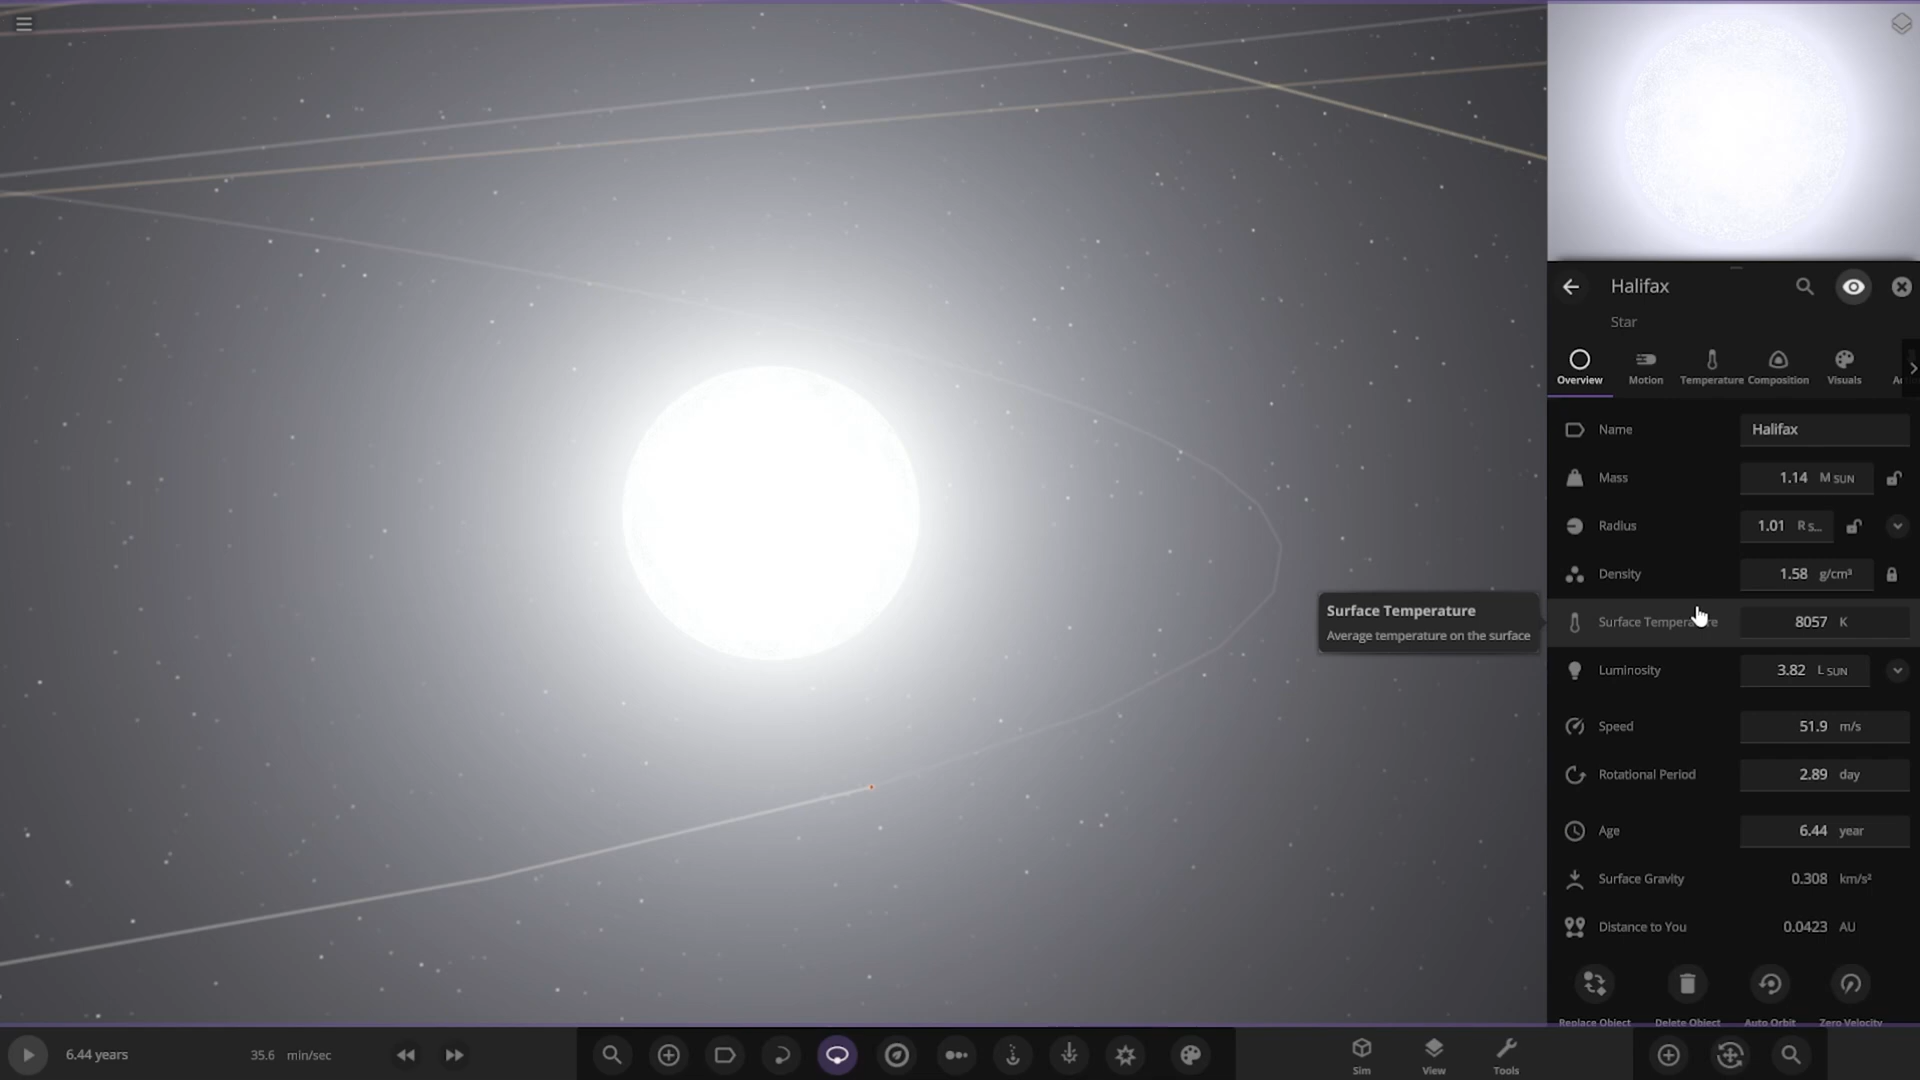 Halifax
Star
Overview
Motion
Temperature
Composition
Visuals
Name
Halifax
Mass
1.14 M SUN
Radius
1.01 R S...
Density
1.58 g/cm³
Surface Temperature
Average temperature on the surface
8057 K
Luminosity
3.82 L SUN
Speed
51.9 m/s
Rotational Period
2.89 day
Age
6.44 year
Surface Gravity
0.308 km/s²
Distance to You
0.0423 AU
Replace Object
Delete Object
Auto Orbit
Zero Velocity
6.44 years
35.6 min/sec
Sim
View
Tools